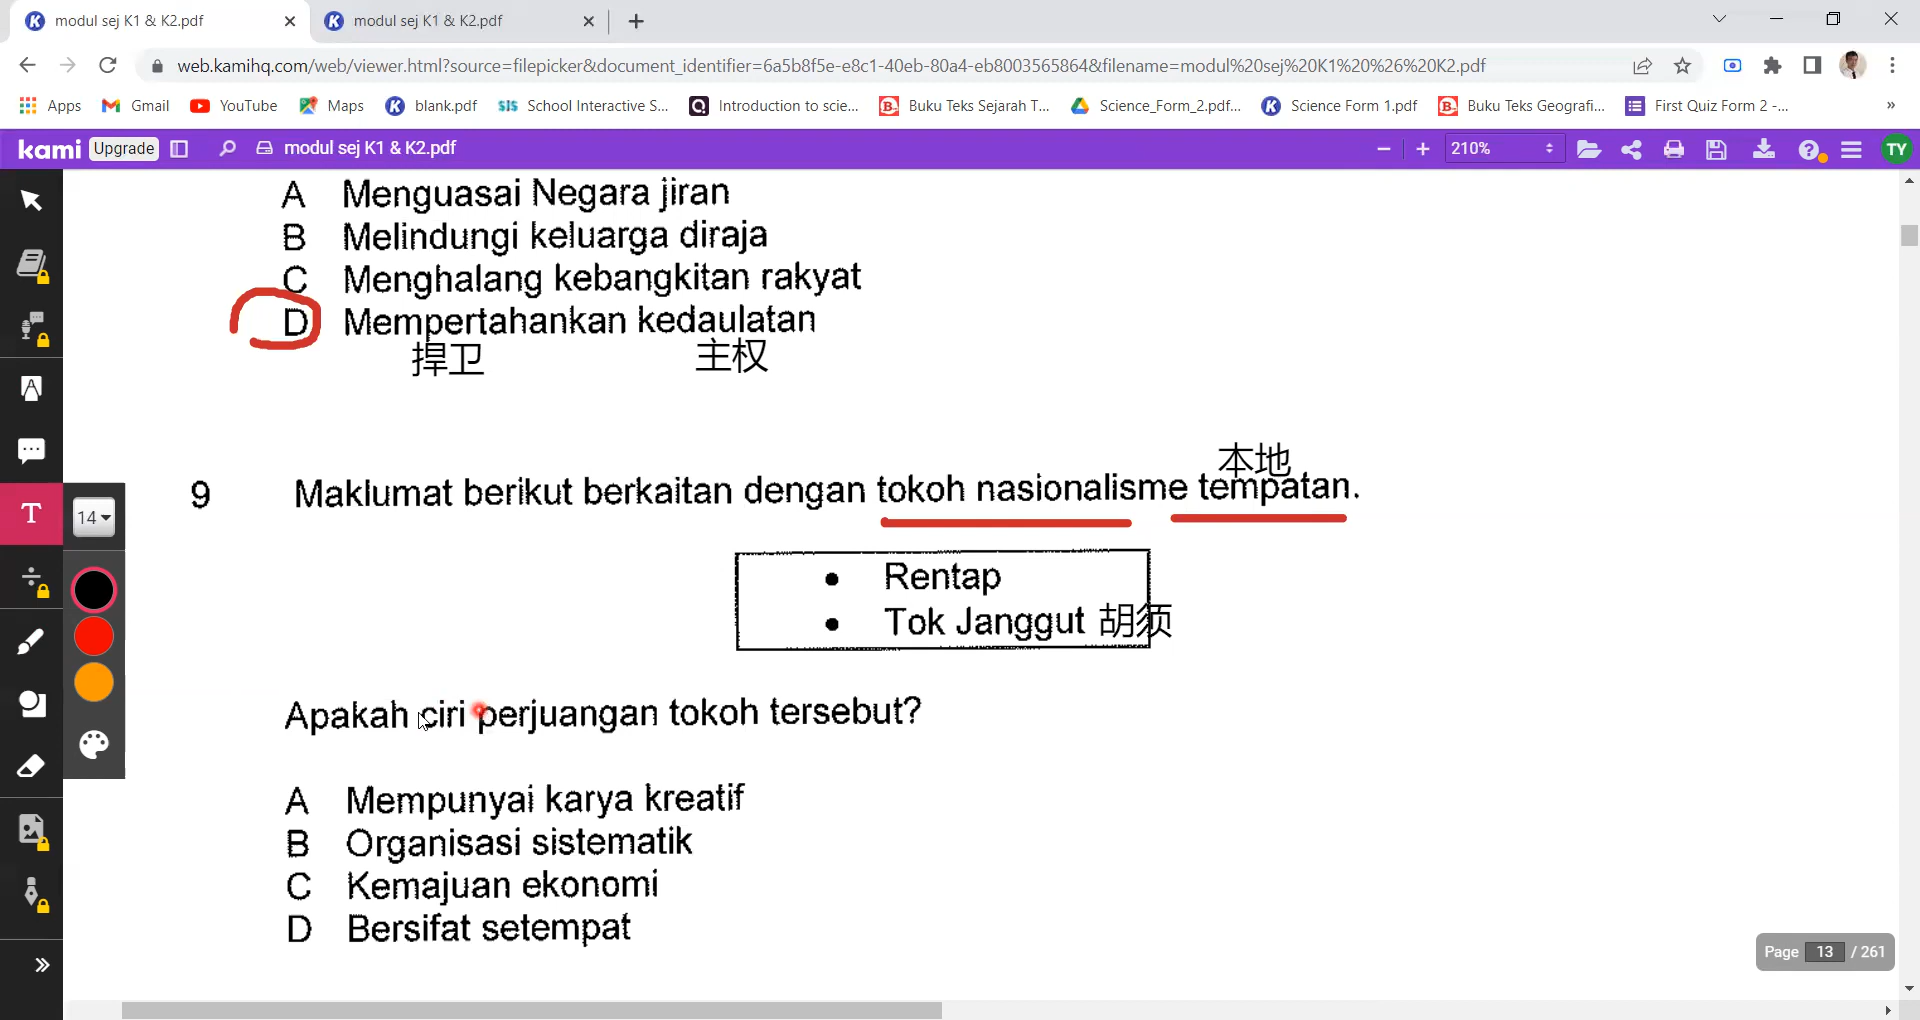 modul sej K1 & K2.pdf
modul sej K1 & K2.pdf
web.kamihq.com/web/viewer.html?source=filepicker&document_identifier=6a5b8f5e-e8c1-40eb-80a4-eb8003565864&filename=modul%20sej%20K1%20%26%20K2.pdf
Apps Gmail YouTube Maps blank.pdf SIS School Interactive S... Introduction to scie... Buku Teks Sejarah T... Science_Form_2.pdf... Science Form 1.pdf Buku Teks Geografi... First Quiz Form 2 -... »
kami Upgrade modul sej K1 & K2.pdf 210% TY
A Menguasai Negara jiran
B Melindungi keluarga diraja
C Menghalang kebangkitan rakyat
D Mempertahankan kedaulatan
捍卫 主权
本地
9 Maklumat berikut berkaitan dengan tokoh nasionalisme tempatan.
T 14
• Rentap
• Tok Janggut 胡须
Apakah ciri perjuangan tokoh tersebut?
A Mempunyai karya kreatif
B Organisasi sistematik
C Kemajuan ekonomi
D Bersifat setempat
Page 13 / 261